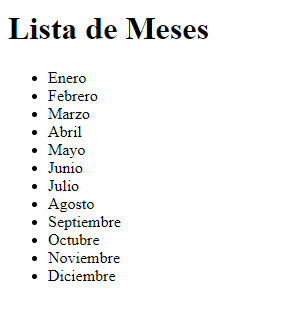 Lista de Meses
Enero
Febrero
Marzo
Abril
Mayo
Junio
Julio
Agosto
Septiembre
Octubre
Noviembre
Diciembre